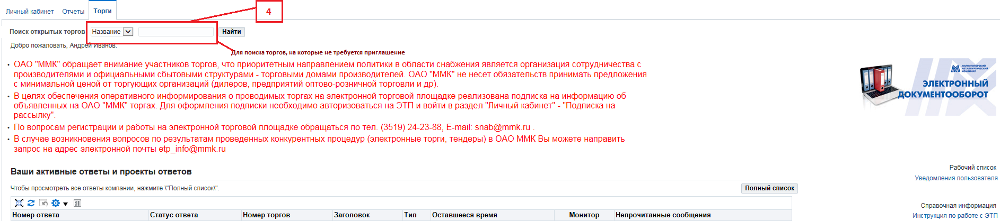 Личный кабинет Отчеты Торги
4
Поиск открытых торгов Название Найти
Добро пожаловать, Андрей Иванов.
Для поиска торгов, на которые не требуется приглашение
• ОАО "ММК" обращает внимание участников торгов, что приоритетным направлением политики в области снабжения является организация сотрудничества с
производителями и официальными сбытовыми структурами - торговыми домами производителей. ОАО "ММК" не несет обязательств принимать предложения
с минимальной ценой от торгующих организаций (дилеров, предприятий оптово-розничной торговли и др).
• В целях обеспечения оперативного информирования о проводимых торгах на электронной торговой площадке реализована подписка на информацию об
объявленных на ОАО "ММК" торгах. Для оформления подписки необходимо авторизоваться на ЭТП и войти в раздел "Личный кабинет" - "Подписка на
рассылку".
• По вопросам регистрации и работы на электронной торговой площадке обращаться по тел. (3519) 24-23-88, E-mail: snab@mmk.ru .
• В случае возникновения вопросов по результатам проведенных конкурентных процедур (электронные торги, тендеры) в ОАО ММК Вы можете направить
запрос на адрес электронной почты etp_info@mmk.ru
МАГНИТОГОРСКИЙ
МЕТАЛЛУРГИЧЕСКИЙ
КОМБИНАТ
ЭЛЕКТРОННЫЙ
ДОКУМЕНТООБОРОТ
Ваши активные ответы и проекты ответов
Чтобы просмотреть все ответы компании, нажмите \"Полный список\".
Полный список
Номер ответа Статус ответа Номер торгов Заголовок Тип Оставшееся время Монитор Непрочитанные сообщения
Рабочий список
Уведомления пользователя
Справочная информация
Инструкция по работе с ЭТП